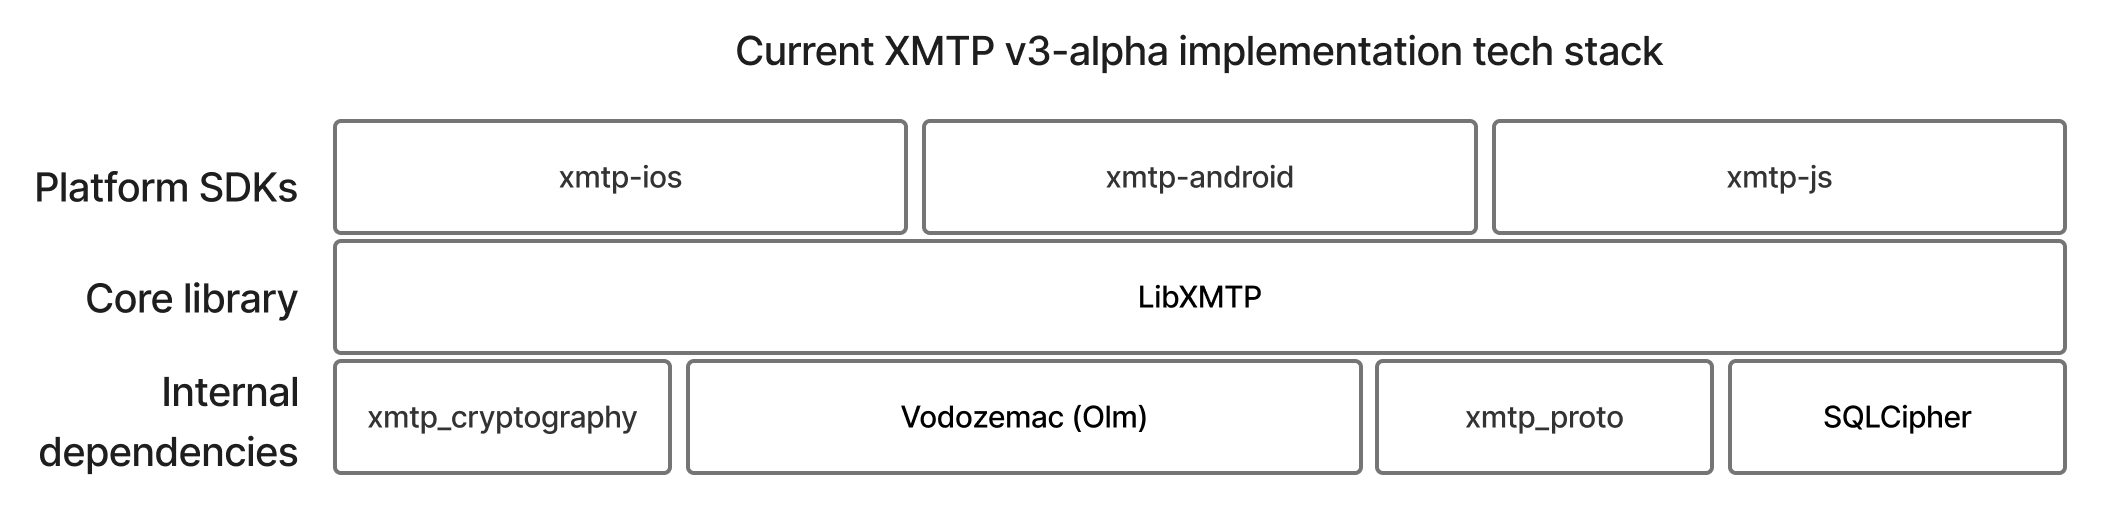 Current XMTP v3-alpha implementation tech stack
Platform SDKs
xmtp-ios
xmtp-android
xmtp-js
Core library
LibXMTP
Internal
dependencies
xmtp_cryptography
Vodozemac (Olm)
xmtp_proto
SQLCipher